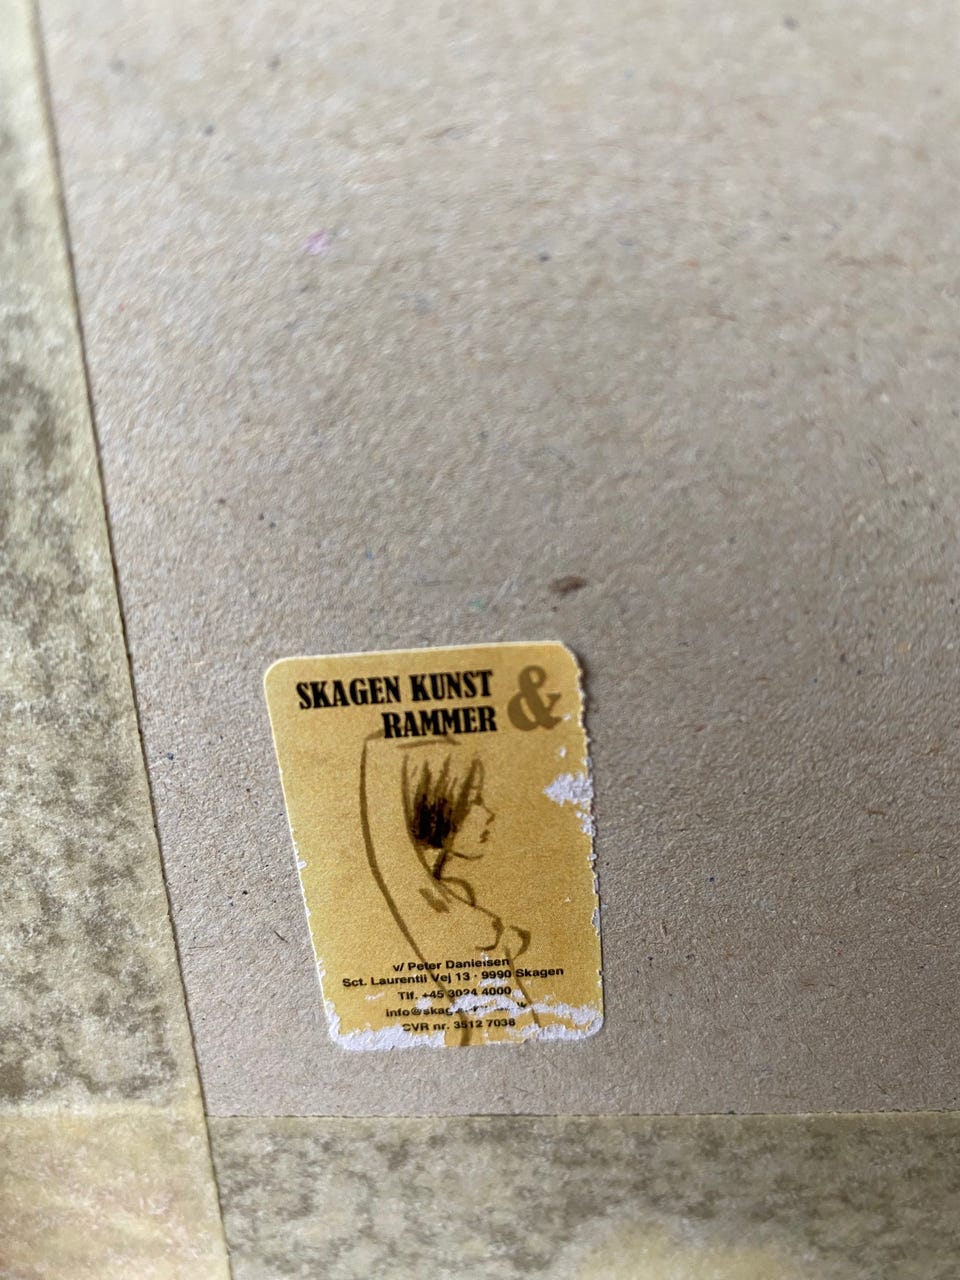 SKAGEN KUNST &
RAMMER
v/ Peter Danielsen
Sct. Laurentii Vej 13 · 9990 Skagen
Tlf. +45 3024 4000
CVR nr. 3512 7038